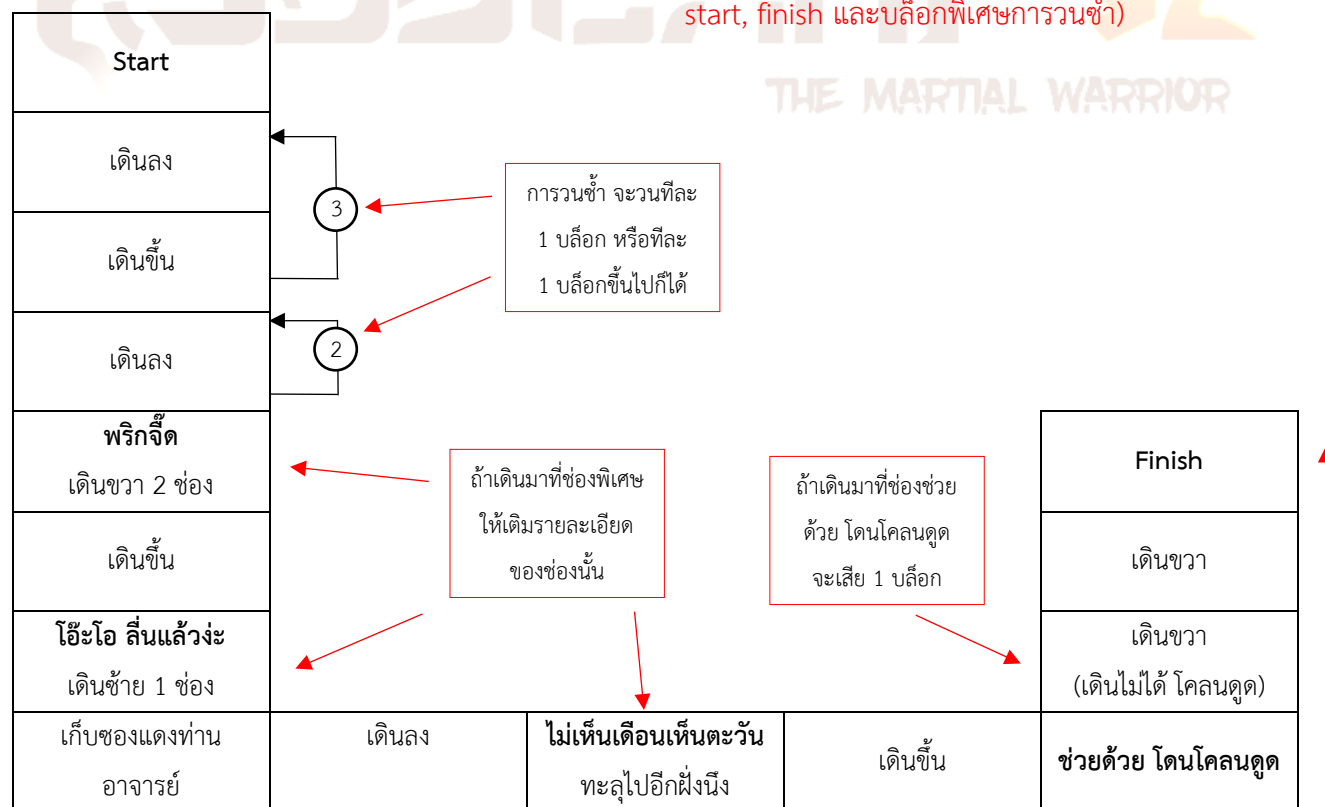 start, finish และบล็อกพิเศษการวนซ้ำ)
THE MARTIAL WARRIOR
Start
เดินลง
3
การวนซ้ำ จะวนทีละ
1 บล็อก หรือทีละ
1 บล็อกขึ้นไปก็ได้
เดินขึ้น
เดินลง
2
พริกจี๊ด
เดินขวา 2 ช่อง
ถ้าเดินมาที่ช่องพิเศษ
ให้เติมรายละเอียด
ของช่องนั้น
ถ้าเดินมาที่ช่องช่วย
ด้วย โดนโคลนดูด
จะเสีย 1 บล็อก
Finish
เดินขึ้น
เดินขวา
โอ๊ะโอ ลื่นแล้วง่ะ
เดินซ้าย 1 ช่อง
เดินขวา
(เดินไม่ได้ โคลนดูด)
เก็บซองแดงท่าน
อาจารย์
เดินลง
ไม่เห็นเดือนเห็นตะวัน
ทะลุไปอีกฝั่งนึง
เดินขึ้น
ช่วยด้วย โดนโคลนดูด